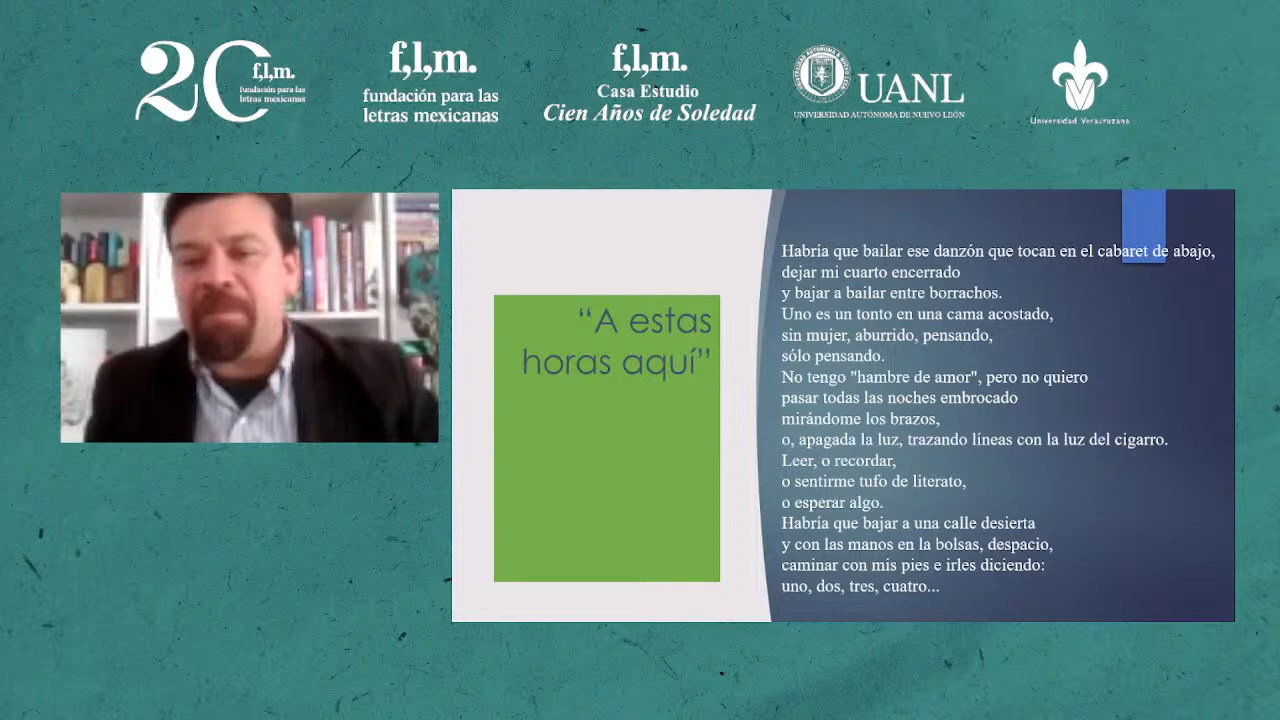 20 f,l,m.
fundación para las
letras mexicanas
f,l,m.
fundación para las
letras mexicanas
f,l,m.
Casa Estudio
Cien Años de Soledad
UANL
UNIVERSIDAD AUTÓNOMA DE NUEVO LEÓN
Universidad Veracruzana
“A estas
horas aquí”
Habría que bailar ese danzón que tocan en el cabaret de abajo,
dejar mi cuarto encerrado
y bajar a bailar entre borrachos.
Uno es un tonto en una cama acostado,
sin mujer, aburrido, pensando,
sólo pensando.
No tengo "hambre de amor", pero no quiero
pasar todas las noches embrocado
mirándome los brazos,
o, apagada la luz, trazando líneas con la luz del cigarro.
Leer, o recordar,
o sentirme tufo de literato,
o esperar algo.
Habría que bajar a una calle desierta
y con las manos en la bolsas, despacio,
caminar con mis pies e irles diciendo:
uno, dos, tres, cuatro...